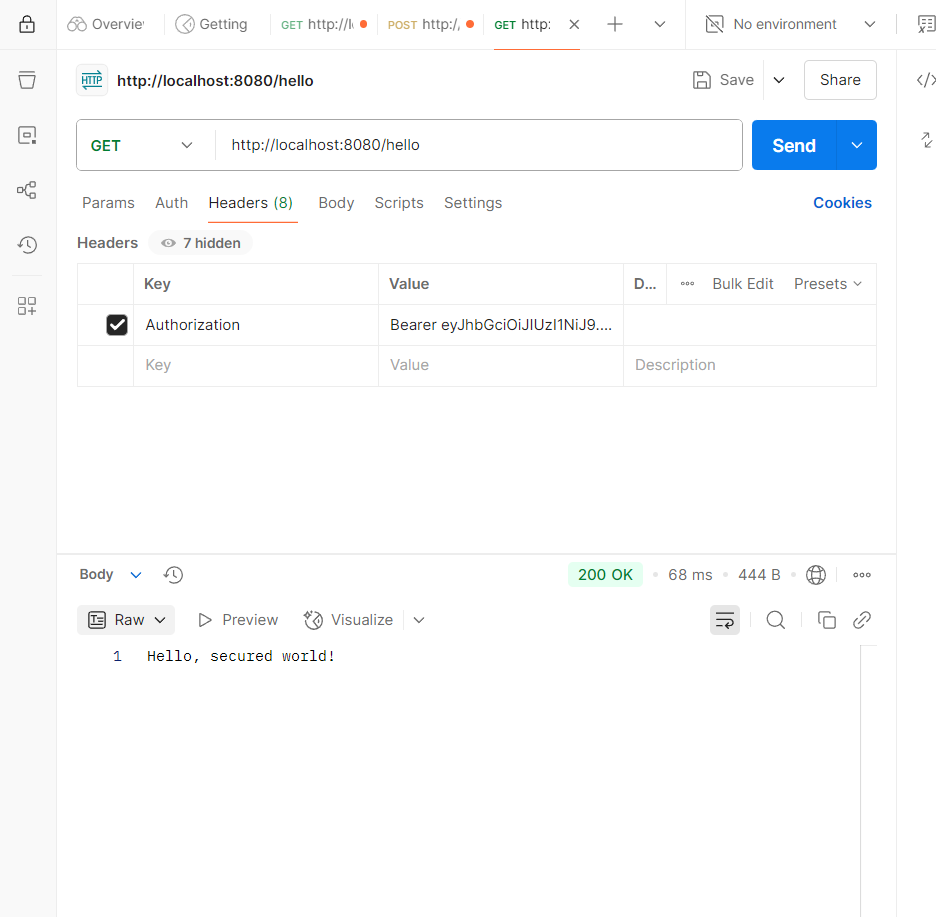 Overvie Getting GET http://l POST http:/, GET http: No environment
HTTP http://localhost:8080/hello Save Share
GET http://localhost:8080/hello Send
Params Auth Headers (8) Body Scripts Settings Cookies
Headers 7 hidden
Key Value D... Bulk Edit Presets
Authorization Bearer eyJhbGciOiJIUzI1NiJ9....
Key Value Description
Body 200 OK 68 ms 444 B
Raw Preview Visualize
1 Hello, secured world!